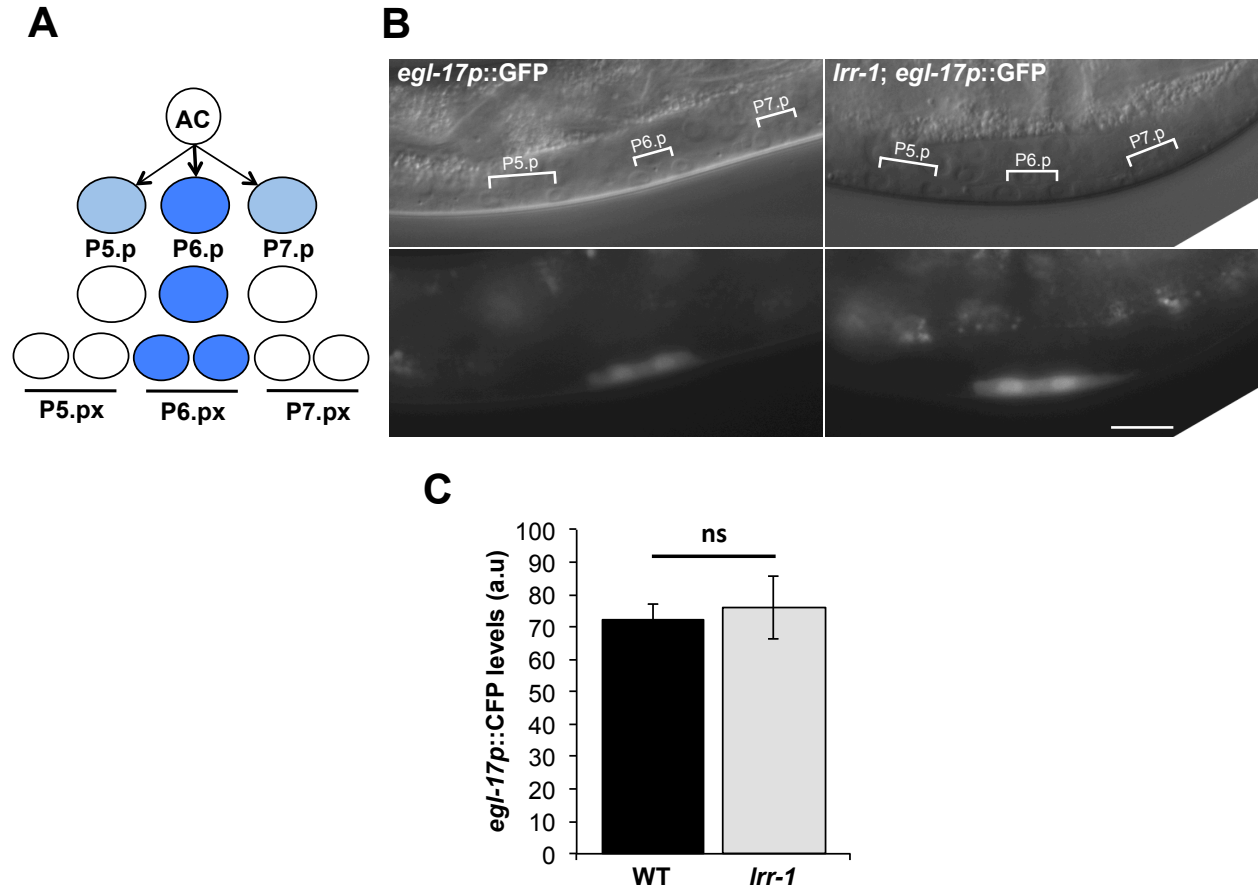 A
AC
P5.p P6.p P7.p
P5.px P6.px P7.px
B
egl-17p::GFP
P5.p
P6.p
P7.p
lrr-1; egl-17p::GFP
P5.p
P6.p
P7.p
C
egl-17p::CFP levels (a.u)
100
90
80
70
60
50
40
30
20
10
0
ns
WT lrr-1